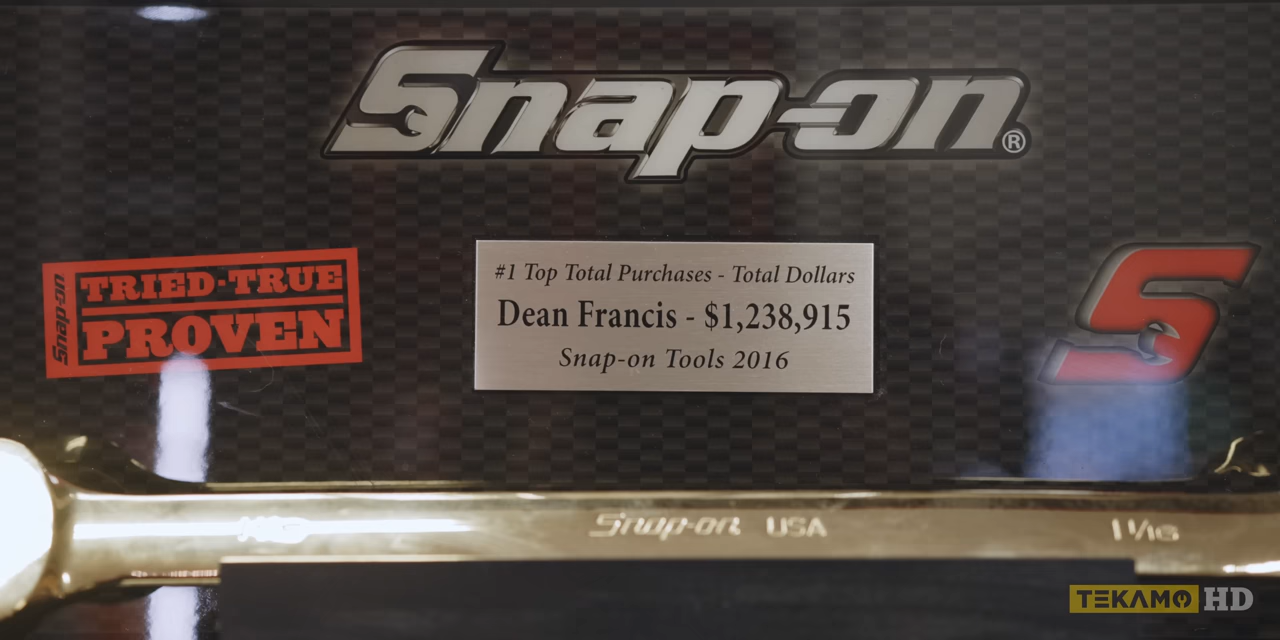 Snap-on®
Snap-on
TRIED·TRUE
PROVEN
#1 Top Total Purchases - Total Dollars
Dean Francis - $1,238,915
Snap-on Tools 2016
S
Snap-on USA
1 1/16
TEKAMO HD